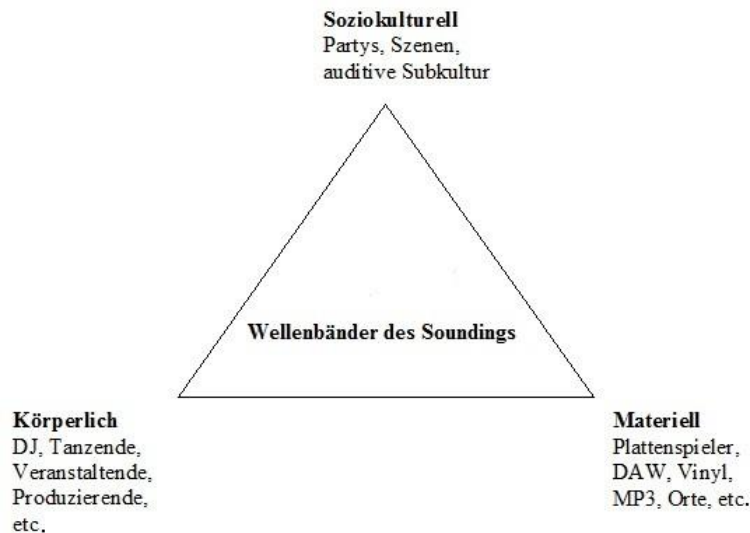 Soziokulturell
Partys, Szenen,
auditive Subkultur
Wellenbänder des Soundings
Körperlich
DJ, Tanzende,
Veranstaltende,
Produzierende,
etc.
Materiell
Plattenspieler,
DAW, Vinyl,
MP3, Orte, etc.